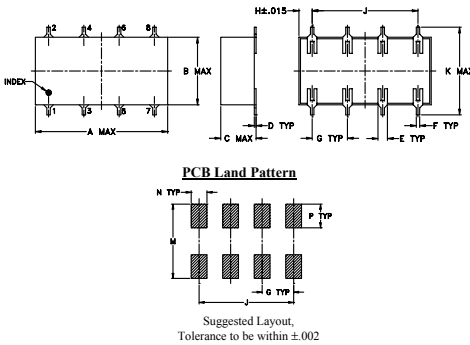 2 4 6 8
INDEX
1 3 5 7
A MAX
B MAX
C MAX
D TYP
H±.015
J
K MAX
G TYP
E TYP
F TYP
PCB Land Pattern
N TYP
P TYP
M
G TYP
J
Suggested Layout,
Tolerance to be within ±.002